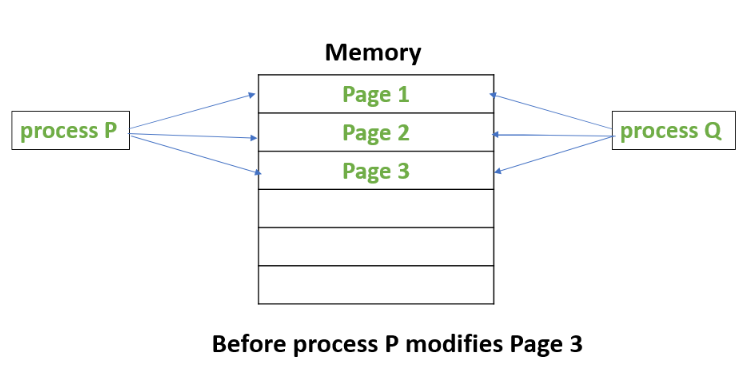 Memory
Page 1
process P
Page 2
process Q
Page 3
Before process P modifies Page 3